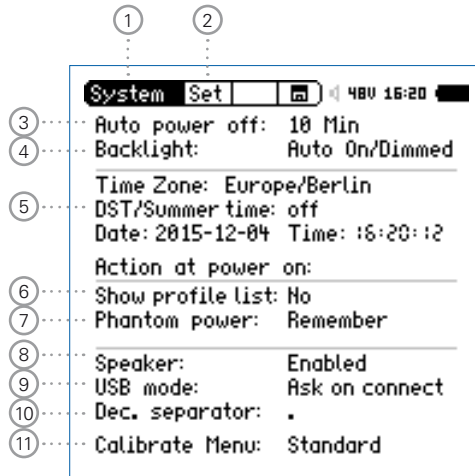 1 2
System Set 48V 16:20
3 Auto power off: 10 Min
4 Backlight: Auto On/Dimmed
Time Zone: Europe/Berlin
5 DST/Summer time: off
Date: 2015-12-04 Time: 16:20:12
Action at power on:
6 Show profile list: No
7 Phantom power: Remember
8 Speaker: Enabled
9 USB mode: Ask on connect
10 Dec. separator: .
11 Calibrate Menu: Standard